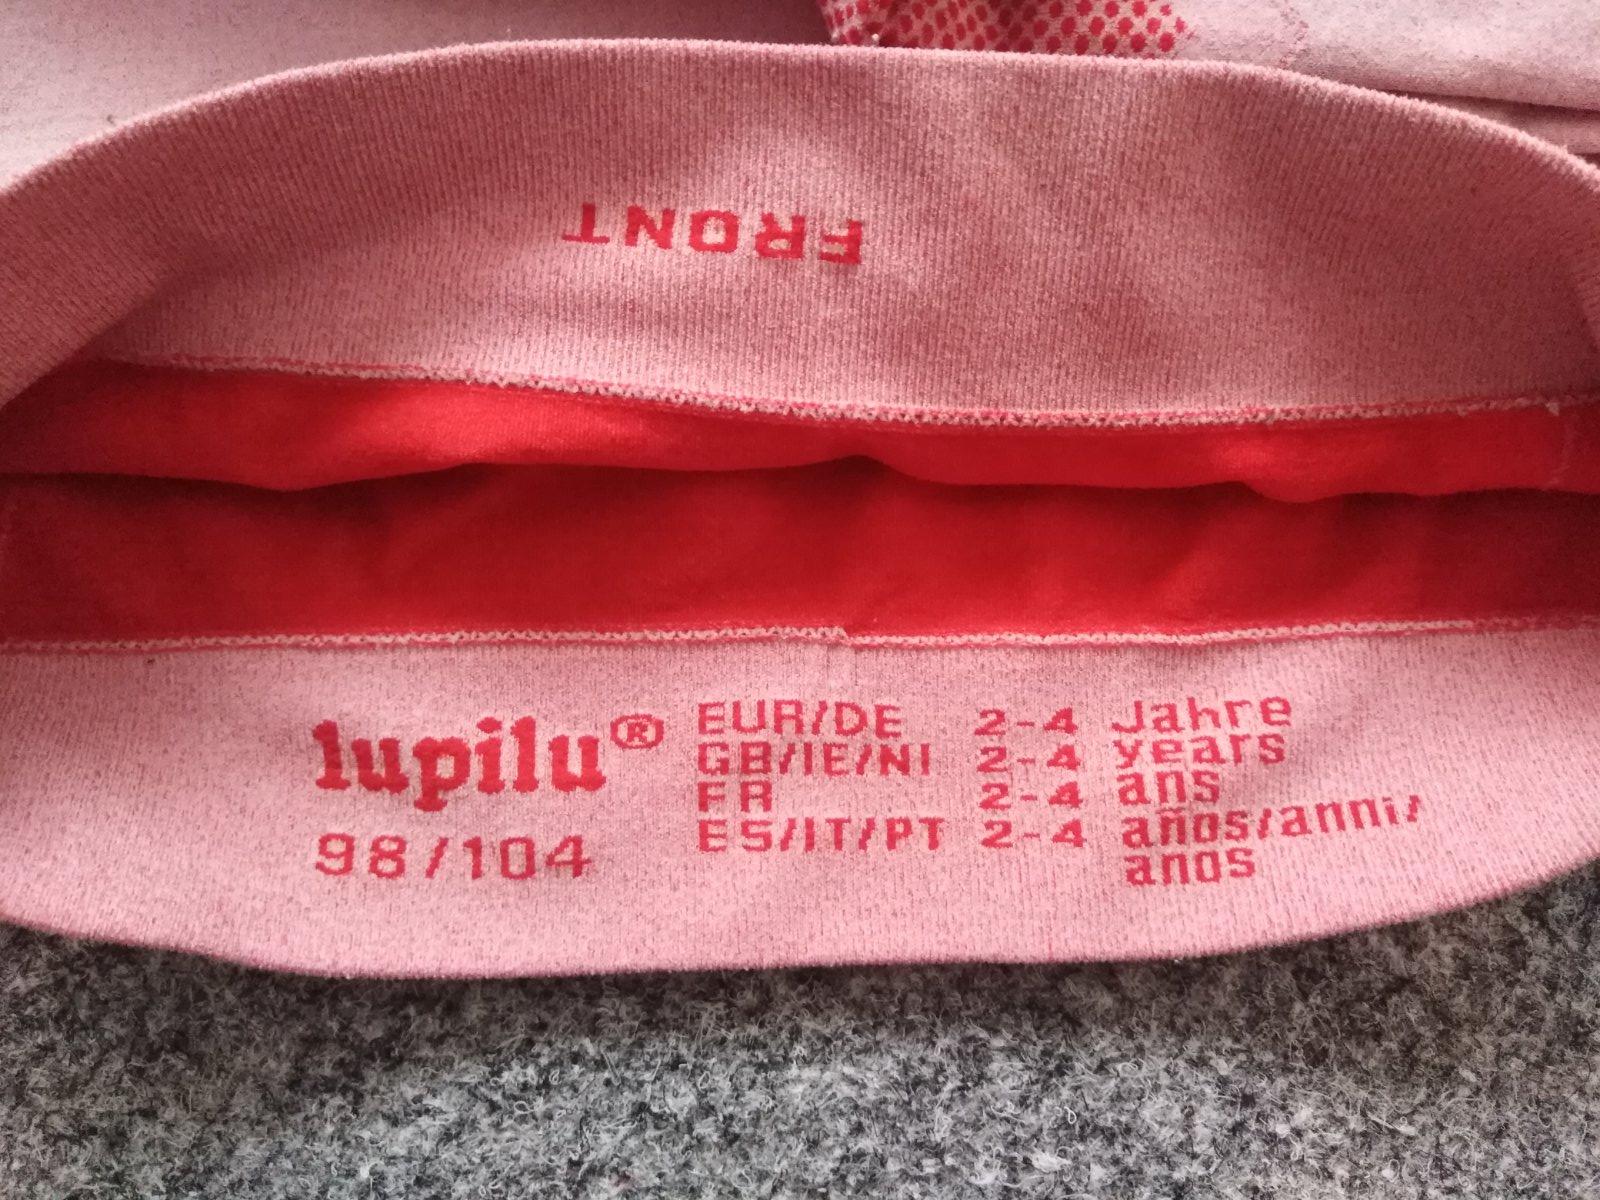 FRONT
lupilu®
98/104
EUR/DE 2-4 Jahre
GB/IE/NI 2-4 years
FR 2-4 ans
ES/IT/PT 2-4 años/anni/
anos